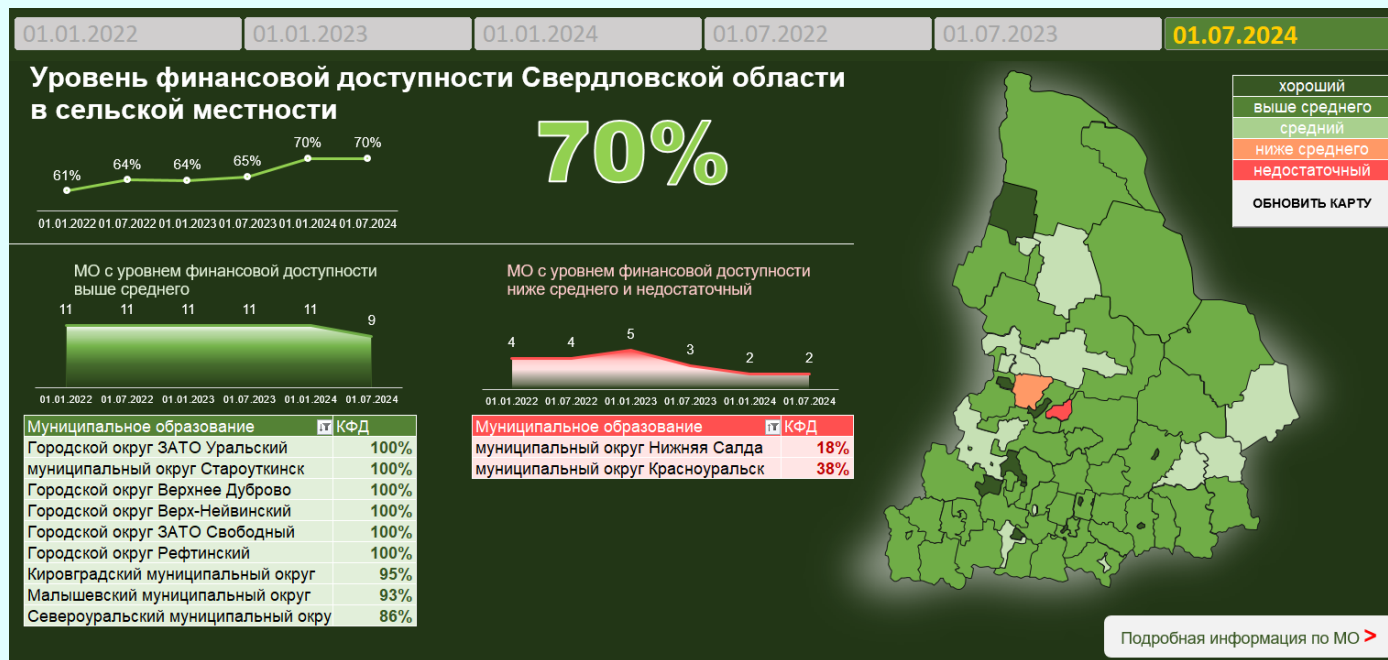 01.01.2022
01.01.2023
01.01.2024
01.07.2022
01.07.2023
01.07.2024
Уровень финансовой доступности Свердловской области
в сельской местности
61%
64%
64%
65%
70%
70%
01.01.2022 01.07.2022 01.01.2023 01.07.2023 01.01.2024 01.07.2024
70%
хороший
выше среднего
средний
ниже среднего
недостаточный
ОБНОВИТЬ КАРТУ
МО с уровнем финансовой доступности
выше среднего
11 11 11 11 11 9
01.01.2022 01.07.2022 01.01.2023 01.07.2023 01.01.2024 01.07.2024
Муниципальное образование КФД
Городской округ ЗАТО Уральский 100%
муниципальный округ Староуткинск 100%
Городской округ Верхнее Дуброво 100%
Городской округ Верх-Нейвинский 100%
Городской округ ЗАТО Свободный 100%
Городской округ Рефтинский 100%
Кировградский муниципальный округ 95%
Малышевский муниципальный округ 93%
Североуральский муниципальный окру 86%
МО с уровнем финансовой доступности
ниже среднего и недостаточный
4 4 5 3 2 2
01.01.2022 01.07.2022 01.01.2023 01.07.2023 01.01.2024 01.07.2024
Муниципальное образование КФД
муниципальный округ Нижняя Салда 18%
муниципальный округ Красноуральск 38%
Подробная информация по МО >